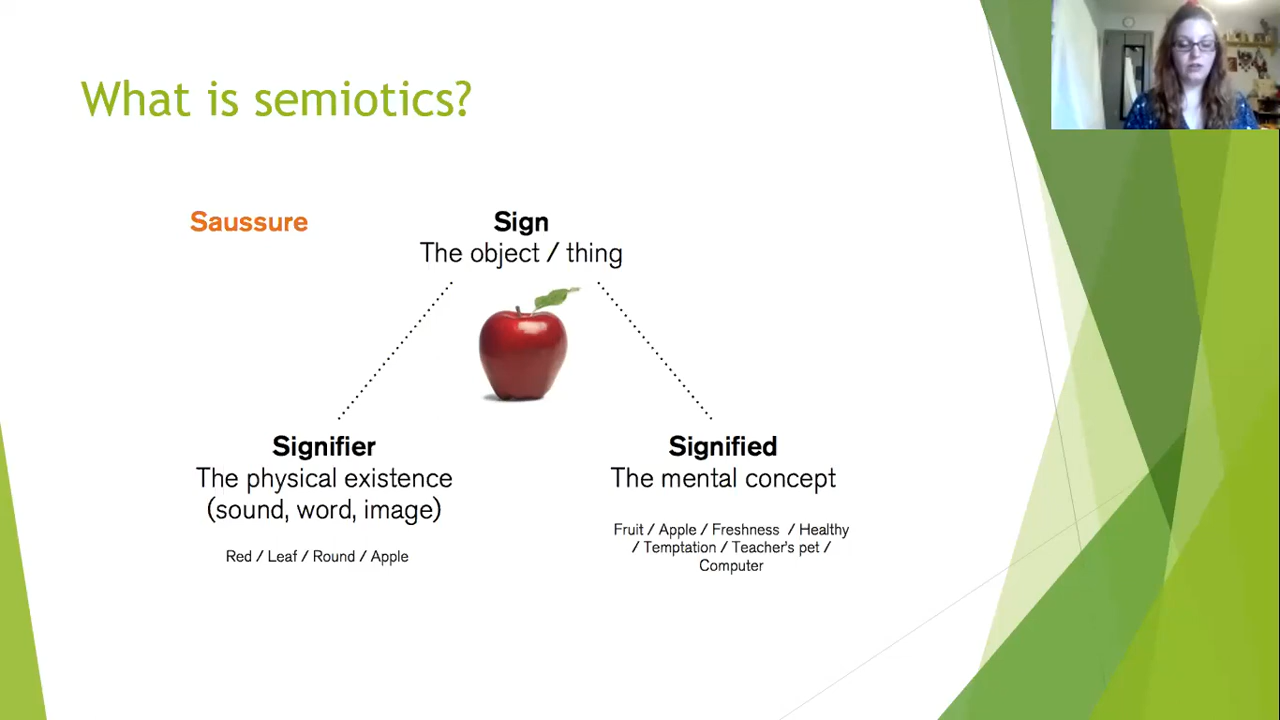 What is semiotics?
Saussure
Sign
The object / thing
Signifier
The physical existence
(sound, word, image)
Red / Leaf / Round / Apple
Signified
The mental concept
Fruit / Apple / Freshness / Healthy
/ Temptation / Teacher's pet /
Computer